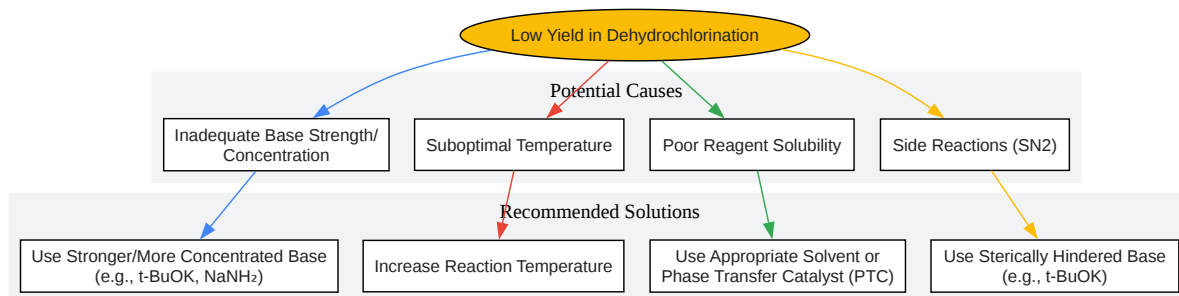 Low Yield in Dehydrochlorination
Potential Causes
Inadequate Base Strength/
Concentration
Suboptimal Temperature
Poor Reagent Solubility
Side Reactions (SN2)
Recommended Solutions
Use Stronger/More Concentrated Base
(e.g., t-BuOK, NaNH₂)
Increase Reaction Temperature
Use Appropriate Solvent or
Phase Transfer Catalyst (PTC)
Use Sterically Hindered Base
(e.g., t-BuOK)